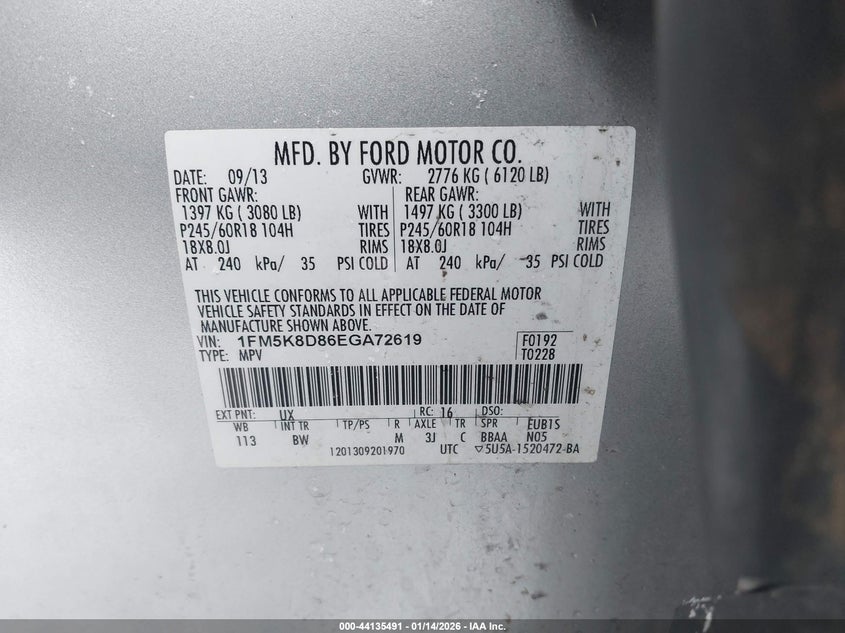 MFD. BY FORD MOTOR CO.
DATE: 09/13 GVWR: 2776 KG ( 6120 LB)
FRONT GAWR: REAR GAWR:
1397 KG ( 3080 LB) WITH 1497 KG ( 3300 LB) WITH
P245/60R18 104H TIRES P245/60R18 104H TIRES
18X8.0J RIMS 18X8.0J RIMS
AT 240 kPa/ 35 PSI COLD AT 240 kPa/ 35 PSI COLD
THIS VEHICLE CONFORMS TO ALL APPLICABLE FEDERAL MOTOR
VEHICLE SAFETY STANDARDS IN EFFECT ON THE DATE OF
MANUFACTURE SHOWN ABOVE.
VIN: 1FM5K8D86EGA72619 F0192
TYPE: MPV T0228
EXT PNT: UX RC: 16 DSO:
WB INT TR TP/PS R AXLE TR SPR EUB1S
113 BW M 3J C BBAA N05
1201309201970 UTC ▽5U5A-1520472-BA
000-44135491 - 01/14/2026 - IAA Inc.